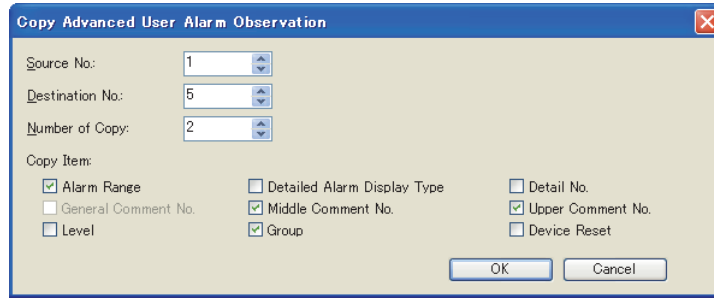 Copy Advanced User Alarm Observation
Source No.: 1
Destination No.: 5
Number of Copy: 2
Copy Item:
Alarm Range Detailed Alarm Display Type Detail No.
General Comment No. Middle Comment No. Upper Comment No.
Level Group Device Reset
OK Cancel